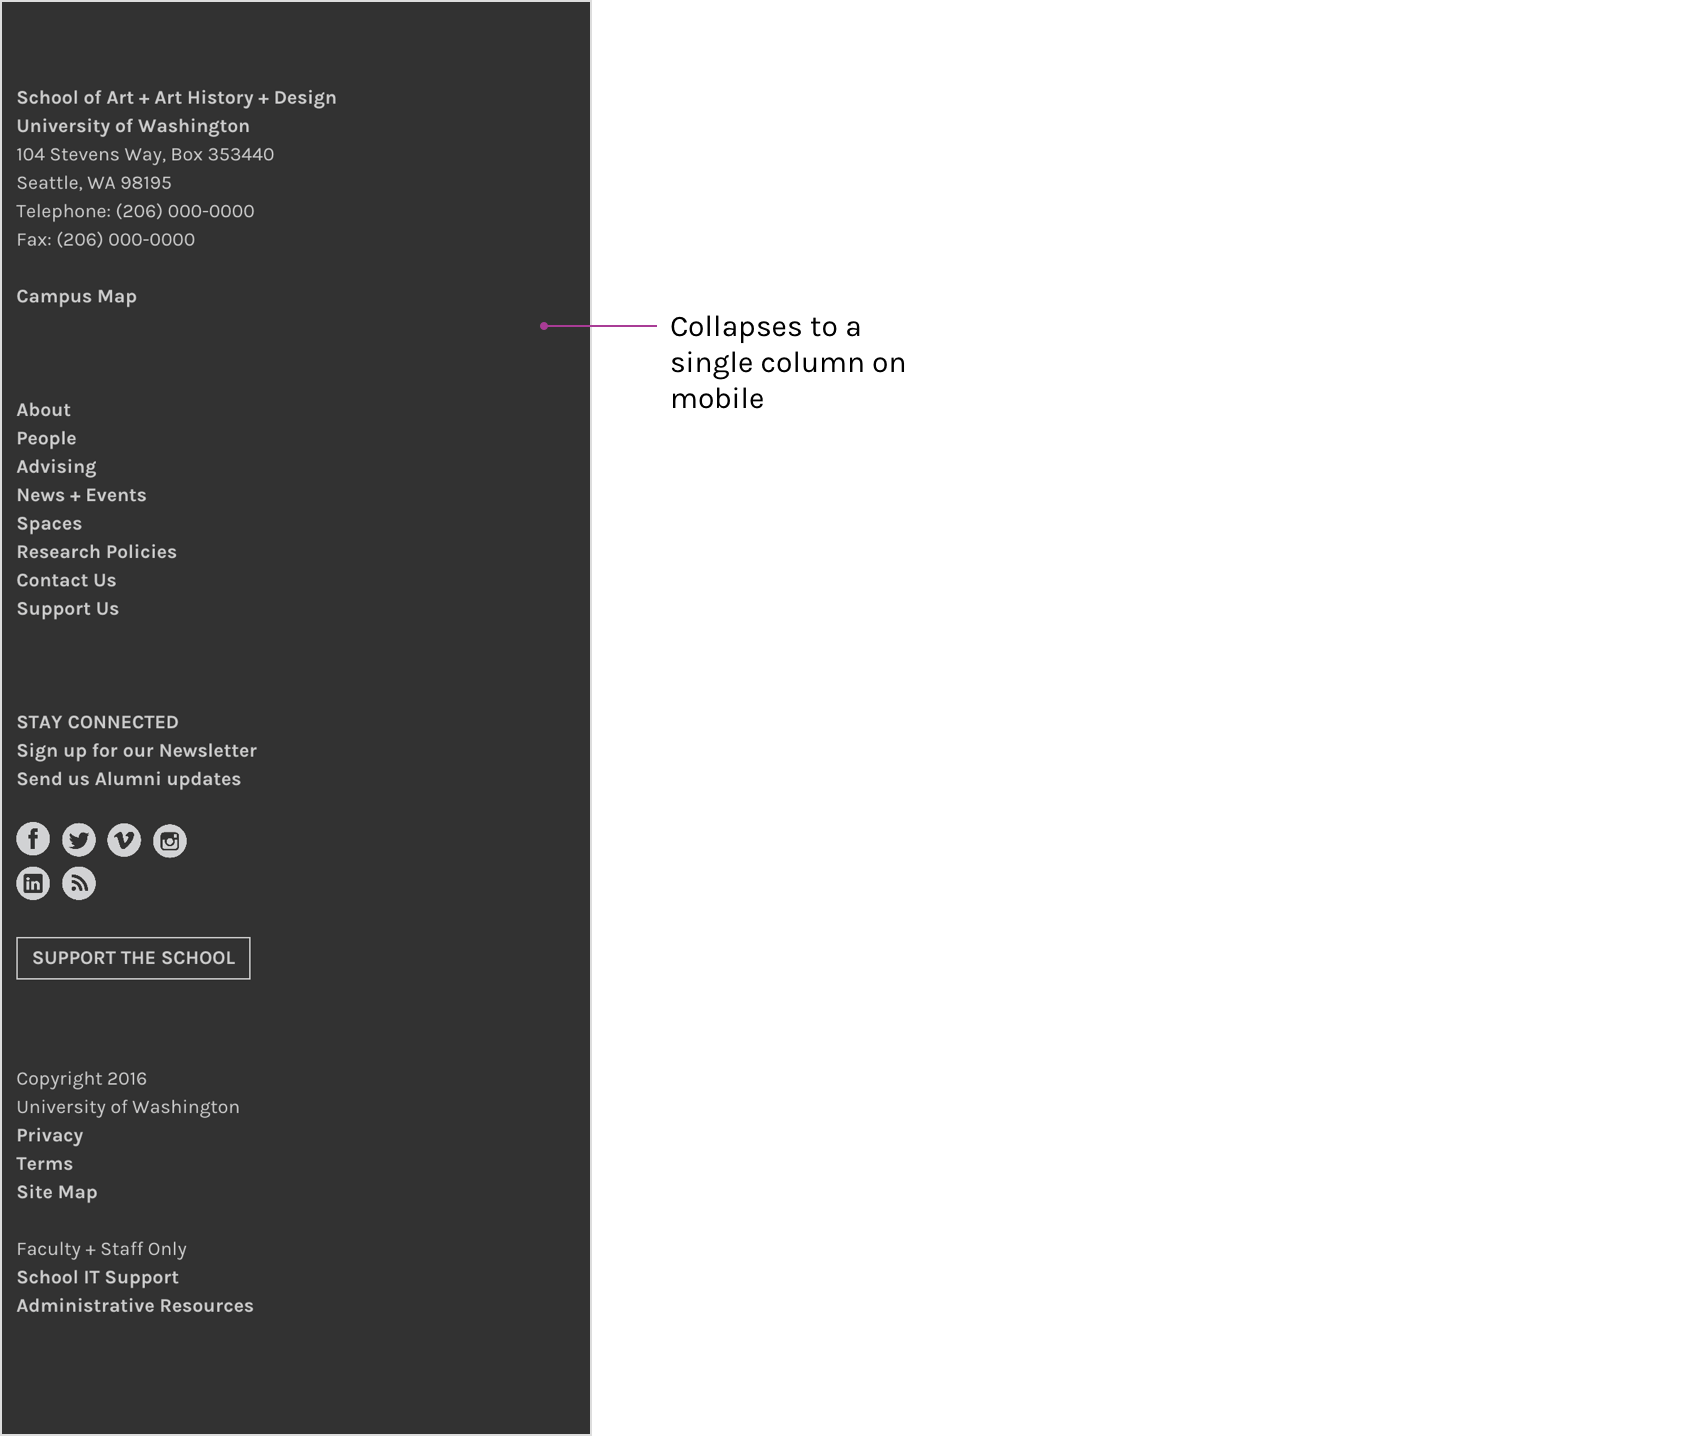 School of Art + Art History + Design
University of Washington
104 Stevens Way, Box 353440
Seattle, WA 98195
Telephone: (206) 000-0000
Fax: (206) 000-0000
Campus Map
Collapses to a
single column on
mobile
About
People
Advising
News + Events
Spaces
Research Policies
Contact Us
Support Us
STAY CONNECTED
Sign up for our Newsletter
Send us Alumni updates
SUPPORT THE SCHOOL
Copyright 2016
University of Washington
Privacy
Terms
Site Map
Faculty + Staff Only
School IT Support
Administrative Resources